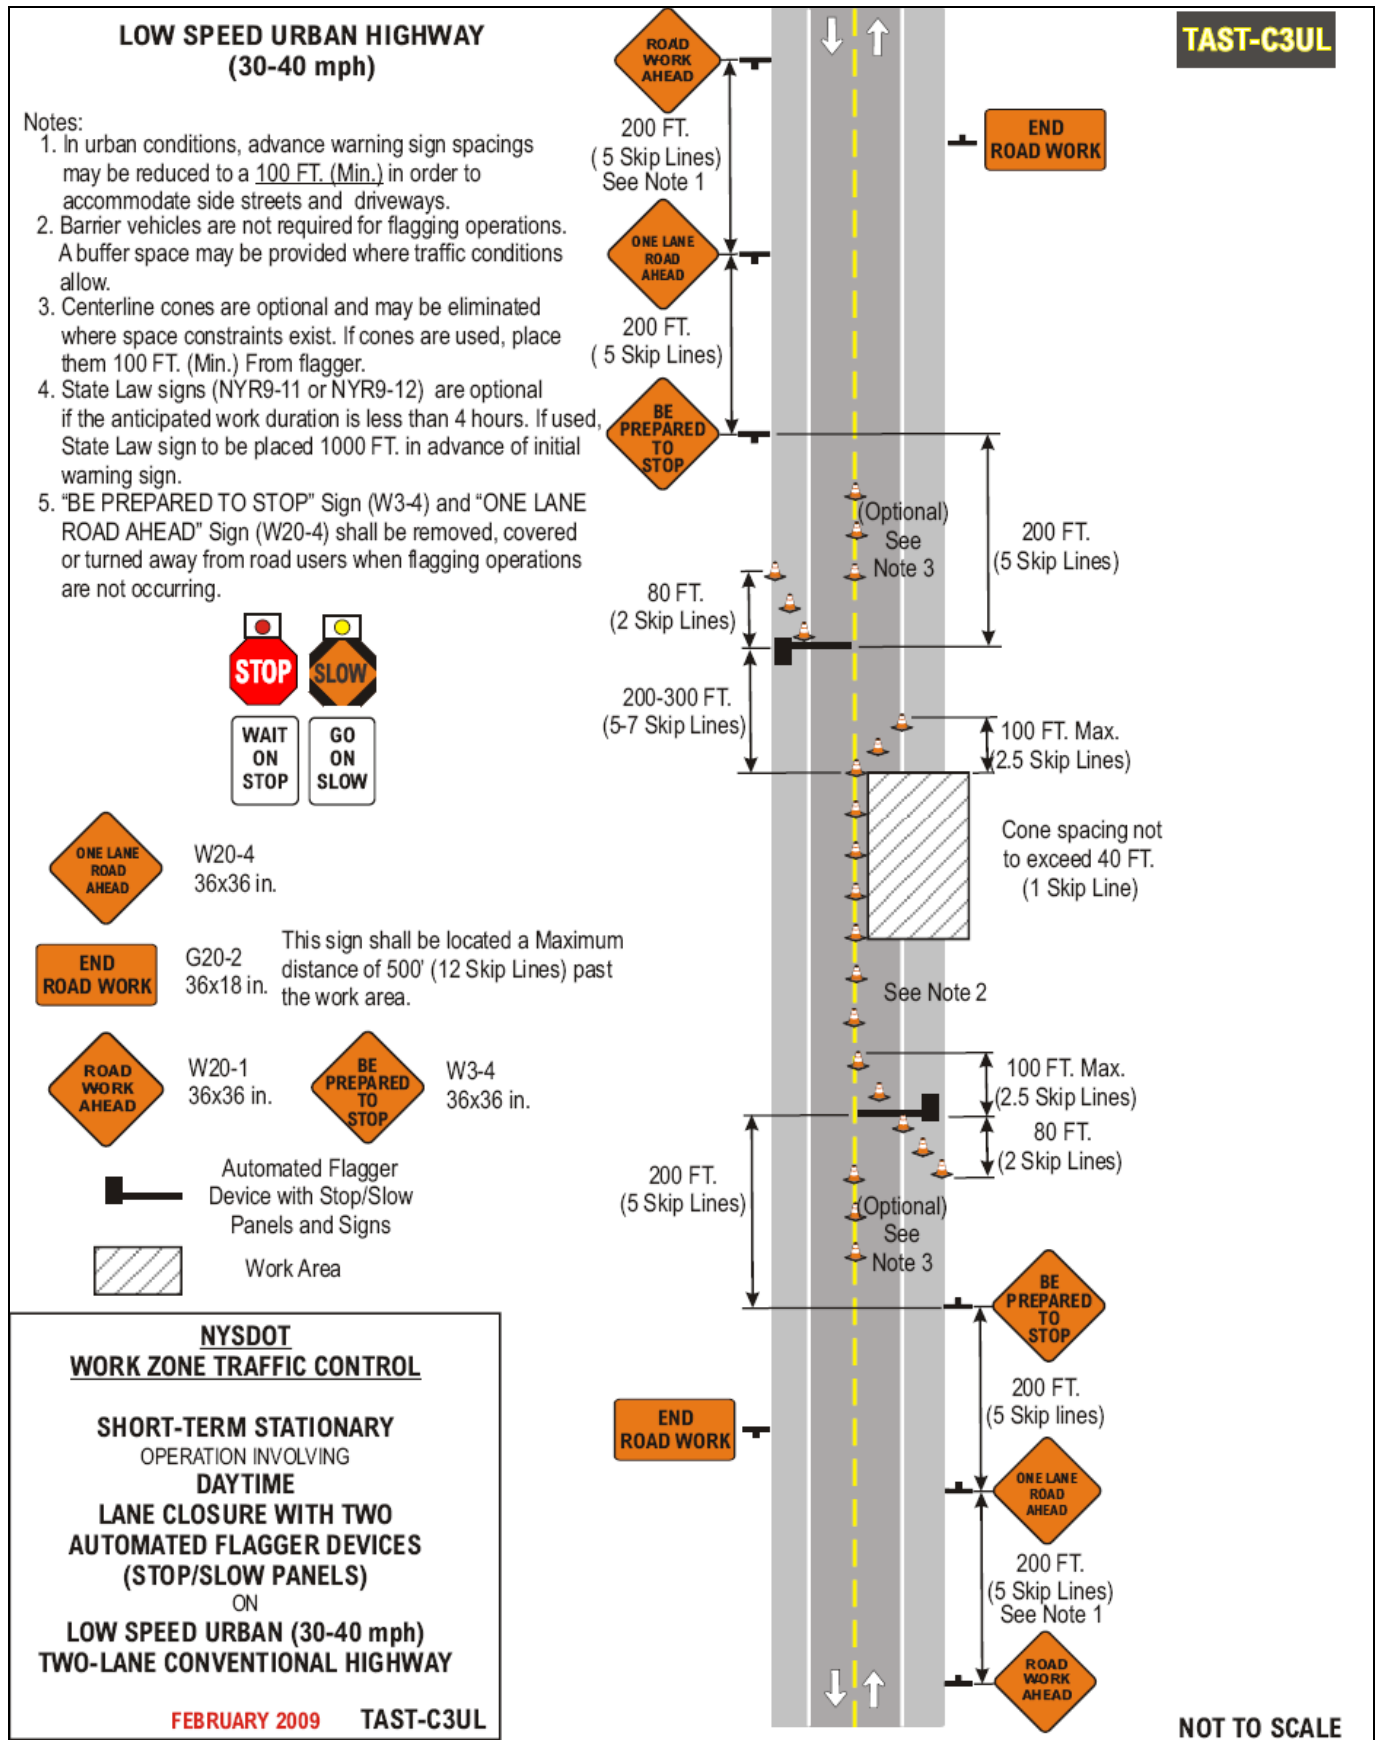 LOW SPEED URBAN HIGHWAY
(30-40 mph)
TAST-C3UL
Notes:
1. In urban conditions, advance warning sign spacings
may be reduced to a 100 FT. (Min.) in order to
accommodate side streets and driveways.
2. Barrier vehicles are not required for flagging operations.
A buffer space may be provided where traffic conditions
allow.
3. Centerline cones are optional and may be eliminated
where space constraints exist. If cones are used, place
them 100 FT. (Min.) From flagger.
4. State Law signs (NYR9-11 or NYR9-12) are optional
if the anticipated work duration is less than 4 hours. If used,
State Law sign to be placed 1000 FT. in advance of initial
warning sign.
5. “BE PREPARED TO STOP” Sign (W3-4) and “ONE LANE
ROAD AHEAD” Sign (W20-4) shall be removed, covered
or turned away from road users when flagging operations
are not occurring.
STOP
SLOW
WAIT
ON
STOP
GO
ON
SLOW
ONE LANE
ROAD
AHEAD
W20-4
36x36 in.
END
ROAD WORK
G20-2
36x18 in.
This sign shall be located a Maximum
distance of 500' (12 Skip Lines) past
the work area.
ROAD
WORK
AHEAD
W20-1
36x36 in.
BE
PREPARED
TO
STOP
W3-4
36x36 in.
Automated Flagger
Device with Stop/Slow
Panels and Signs
Work Area
NYSDOT
WORK ZONE TRAFFIC CONTROL
SHORT-TERM STATIONARY
OPERATION INVOLVING
DAYTIME
LANE CLOSURE WITH TWO
AUTOMATED FLAGGER DEVICES
(STOP/SLOW PANELS)
ON
LOW SPEED URBAN (30-40 mph)
TWO-LANE CONVENTIONAL HIGHWAY
FEBRUARY 2009
TAST-C3UL
ROAD
WORK
AHEAD
200 FT.
( 5 Skip Lines)
See Note 1
END
ROAD WORK
ONE LANE
ROAD
AHEAD
200 FT.
( 5 Skip Lines)
BE
PREPARED
TO
STOP
(Optional)
See
Note 3
200 FT.
(5 Skip Lines)
80 FT.
(2 Skip Lines)
200-300 FT.
(5-7 Skip Lines)
100 FT. Max.
(2.5 Skip Lines)
Cone spacing not
to exceed 40 FT.
(1 Skip Line)
See Note 2
100 FT. Max.
(2.5 Skip Lines)
80 FT.
(2 Skip Lines)
200 FT.
(5 Skip Lines)
(Optional)
See
Note 3
BE
PREPARED
TO
STOP
200 FT.
(5 Skip lines)
END
ROAD WORK
ONE LANE
ROAD
AHEAD
200 FT.
(5 Skip Lines)
See Note 1
ROAD
WORK
AHEAD
NOT TO SCALE